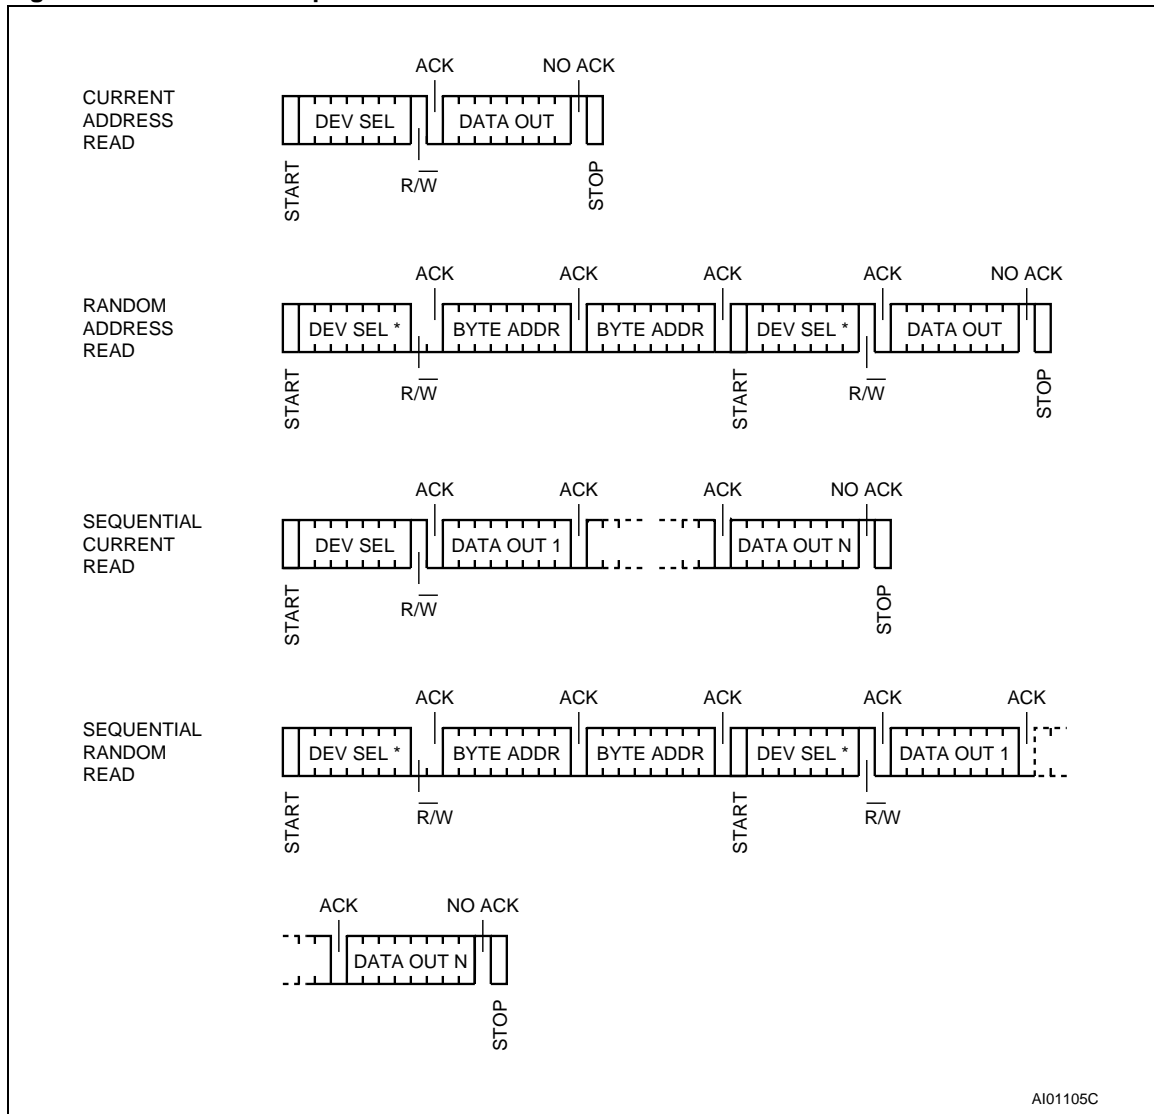 ACK NO ACK
CURRENT
ADDRESS
READ
DEV SEL DATA OUT
START
R/W̅
STOP
ACK ACK ACK ACK NO ACK
RANDOM
ADDRESS
READ
DEV SEL * BYTE ADDR BYTE ADDR DEV SEL * DATA OUT
START
R/W̅
START
R/W̅
STOP
ACK ACK ACK NO ACK
SEQUENTIAL
CURRENT
READ
DEV SEL DATA OUT 1 DATA OUT N
START
R/W̅
STOP
ACK ACK ACK ACK ACK
SEQUENTIAL
RANDOM
READ
DEV SEL * BYTE ADDR BYTE ADDR DEV SEL * DATA OUT 1
START
R̅/W
START
R̅/W
ACK NO ACK
DATA OUT N
STOP
AI01105C